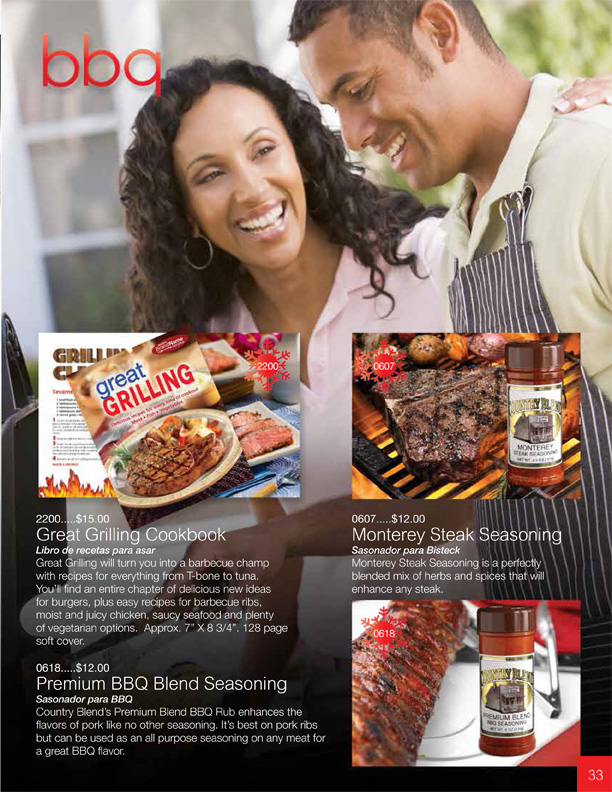 bbq
great
GRILLING
2200
0607
COUNTRY BLEND
MONTEREY
STEAK SEASONING
2200.....$15.00
Great Grilling Cookbook
Libro de recetas para asar
Great Grilling will turn you into a barbecue champ
with recipes for everything from T-bone to tuna.
You'll find an entire chapter of delicious new ideas
for burgers, plus easy recipes for barbecue ribs,
moist and juicy chicken, saucy seafood and plenty
of vegetarian options.  Approx. 7" X 8 3/4". 128 page
soft cover.
0607.....$12.00
Monterey Steak Seasoning
Sasonador para Bisteck
Monterey Steak Seasoning is a perfectly
blended mix of herbs and spices that will
enhance any steak.
0618
COUNTRY BLEND
PREMIUM BLEND
BBQ SEASONING
0618.....$12.00
Premium BBQ Blend Seasoning
Sasonador para BBQ
Country Blend's Premium Blend BBQ Rub enhances the
flavors of pork like no other seasoning. It's best on pork ribs
but can be used as an all purpose seasoning on any meat for
a great BBQ flavor.
33